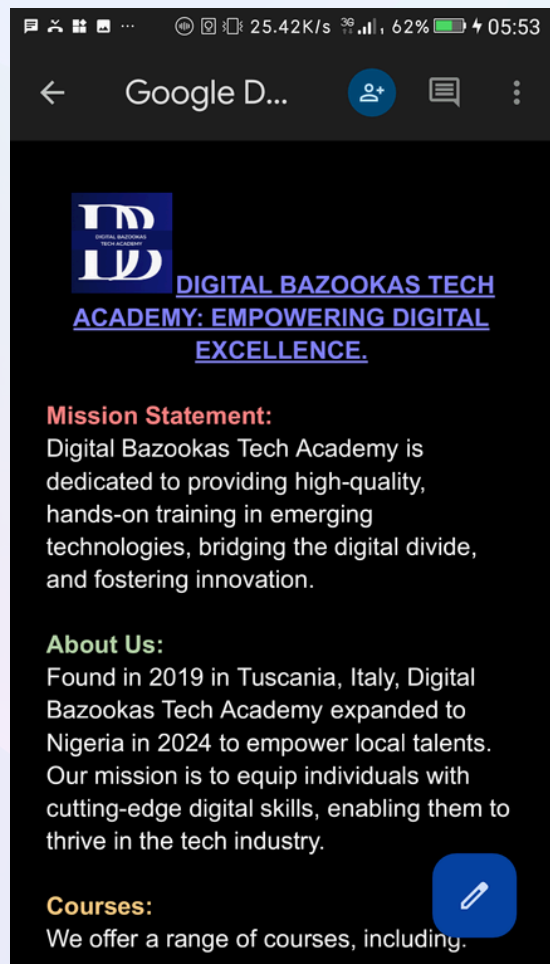 25.42K/s 3G 62% 05:53
Google D...
DB
DIGITAL BAZOOKAS
TECH ACADEMY
DIGITAL BAZOOKAS TECH
ACADEMY: EMPOWERING DIGITAL
EXCELLENCE.
Mission Statement:
Digital Bazookas Tech Academy is
dedicated to providing high-quality,
hands-on training in emerging
technologies, bridging the digital divide,
and fostering innovation.
About Us:
Found in 2019 in Tuscania, Italy, Digital
Bazookas Tech Academy expanded to
Nigeria in 2024 to empower local talents.
Our mission is to equip individuals with
cutting-edge digital skills, enabling them to
thrive in the tech industry.
Courses:
We offer a range of courses, including: